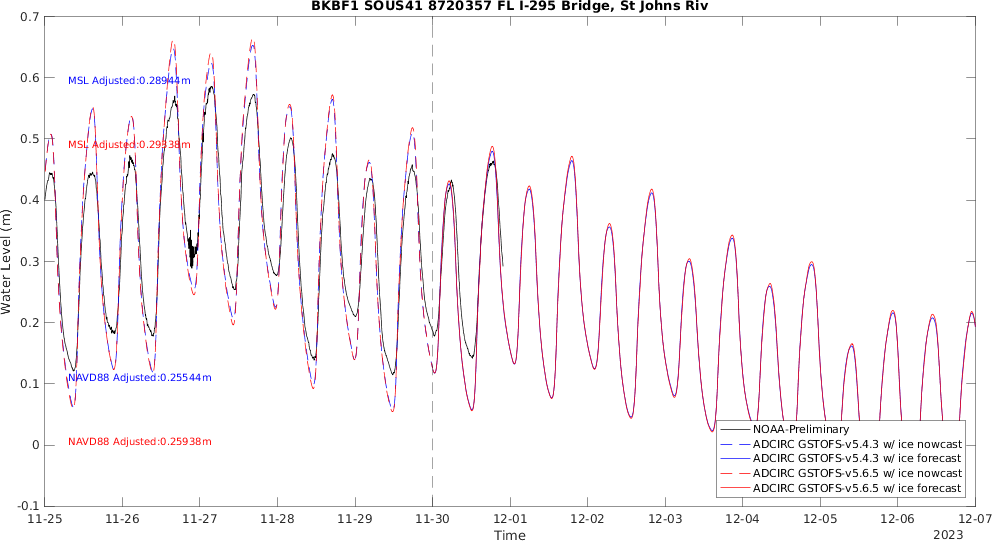 BKBF1 SOUS41 8720357 FL I-295 Bridge, St Johns Riv
0.7
0.6
0.5
0.4
0.3
0.2
0.1
0
-0.1
Water Level (m)
MSL Adjusted:0.28944m
MSL Adjusted:0.29338m
NAVD88 Adjusted:0.25544m
NAVD88 Adjusted:0.25938m
NOAA-Preliminary
ADCIRC GSTOFS-v5.4.3 w/ ice nowcast
ADCIRC GSTOFS-v5.4.3 w/ ice forecast
ADCIRC GSTOFS-v5.6.5 w/ ice nowcast
ADCIRC GSTOFS-v5.6.5 w/ ice forecast
11-25 11-26 11-27 11-28 11-29 11-30 12-01 12-02 12-03 12-04 12-05 12-06 12-07
Time
2023